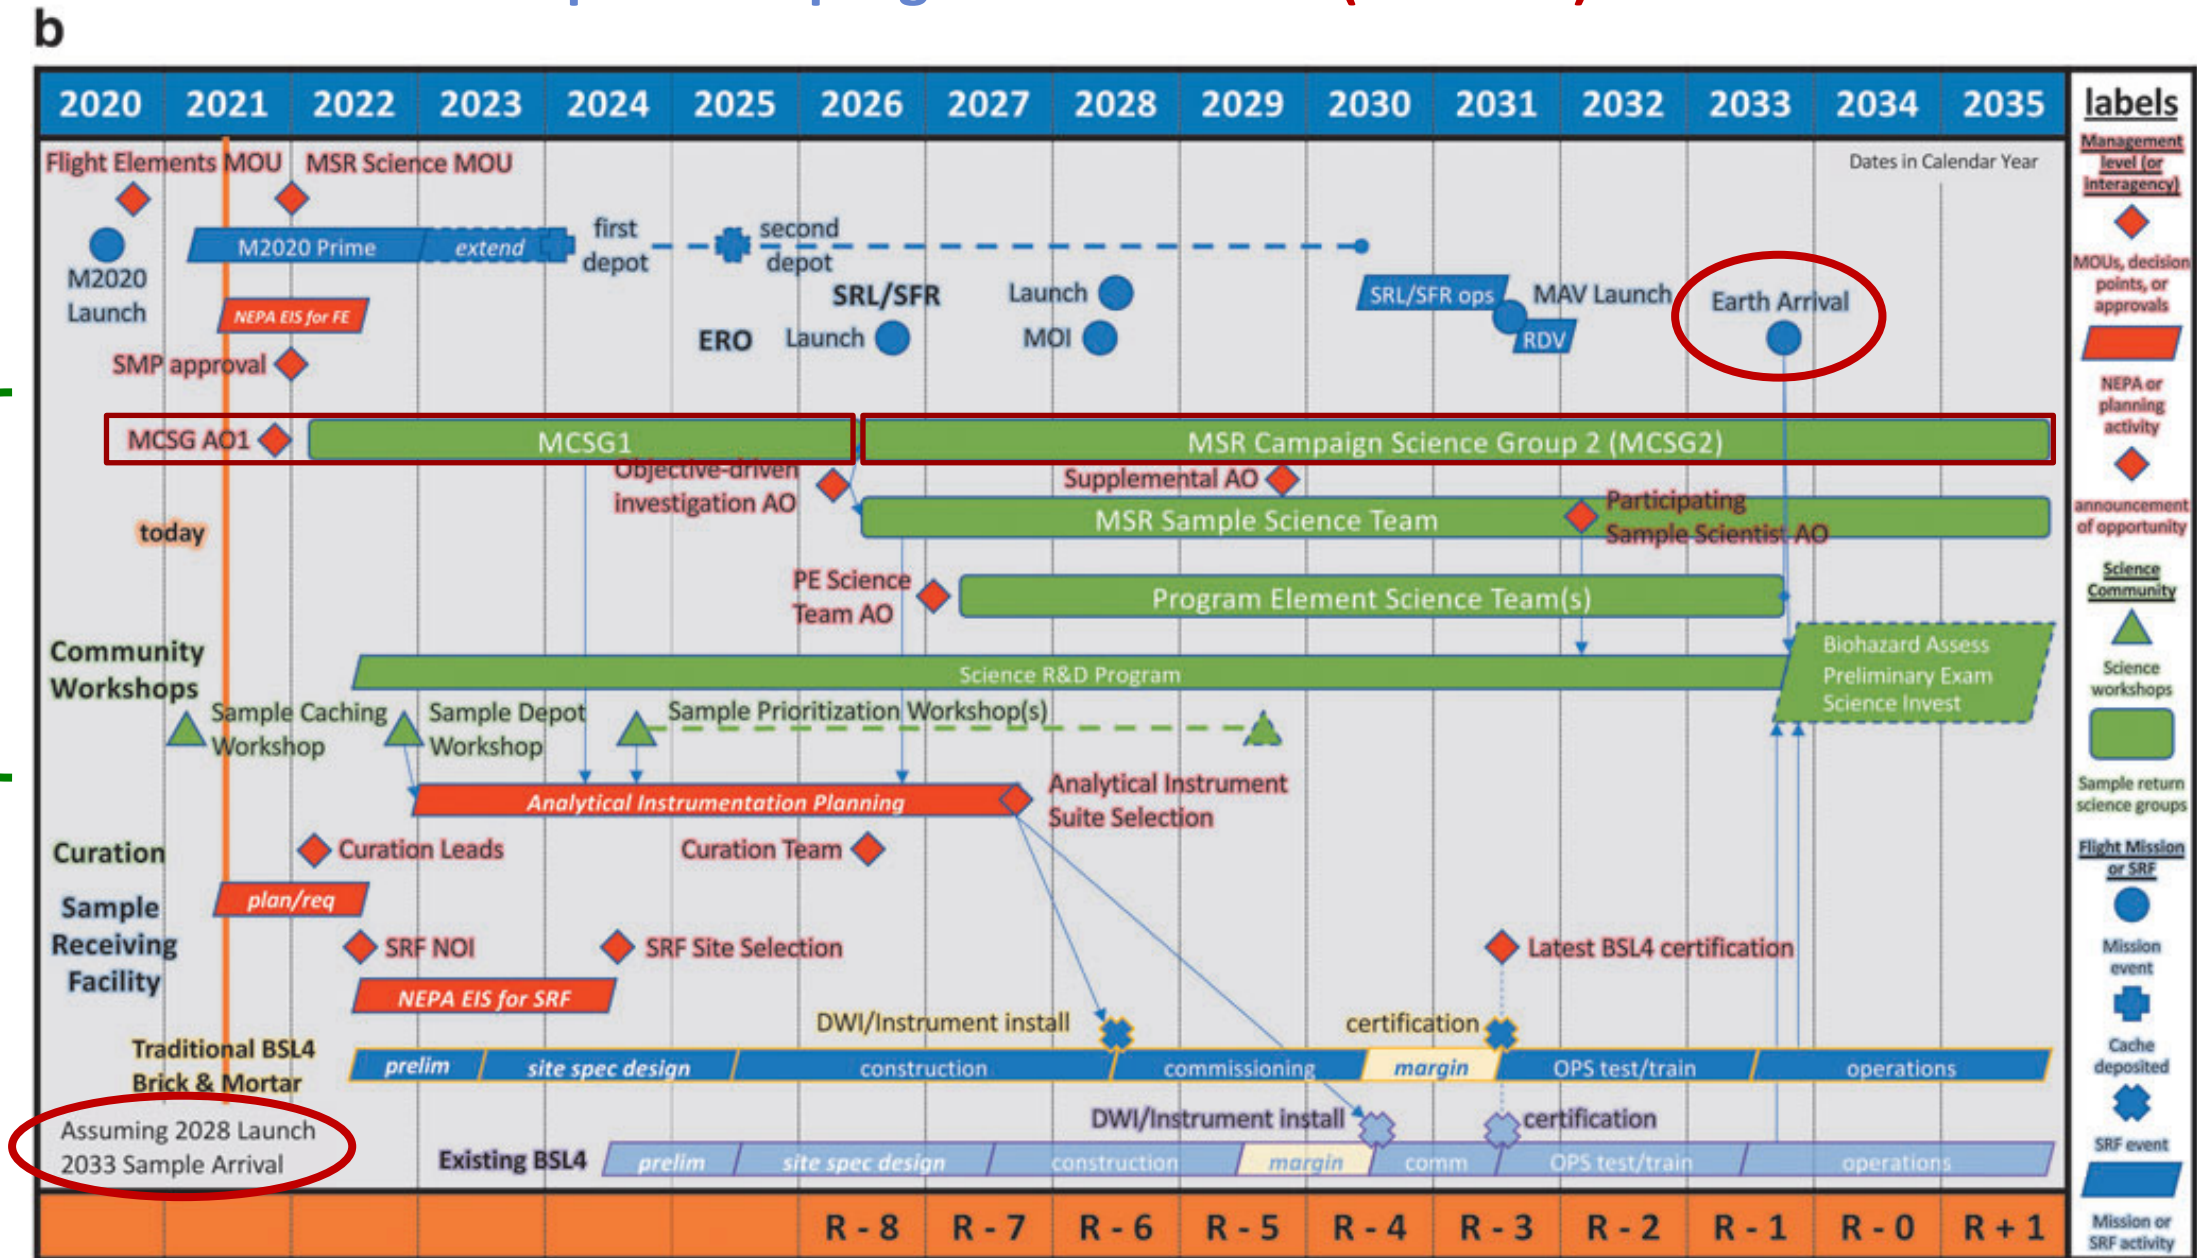 b
2020 2021 2022 2023 2024 2025 2026 2027 2028 2029 2030 2031 2032 2033 2034 2035
Dates in Calendar Year
Flight Elements MOU
MSR Science MOU
M2020
Launch
M2020 Prime
extend
first
depot
second
depot
NEPA EIS for FE
SRL/SFR
Launch
ERO
Launch
MOI
SRL/SFR ops
MAV Launch
RDV
Earth Arrival
SMP approval
MCSG AO1
MCSG1
MSR Campaign Science Group 2 (MCSG2)
Objective-driven
investigation AO
Supplemental AO
today
MSR Sample Science Team
Participating
Sample Scientist AO
PE Science
Team AO
Program Element Science Team(s)
Community
Workshops
Science R&D Program
Biohazard Assess
Preliminary Exam
Science Invest
Sample Caching
Workshop
Sample Depot
Workshop
Sample Prioritization Workshop(s)
Analytical Instrumentation Planning
Analytical Instrument
Suite Selection
Curation
Curation Leads
Curation Team
Sample
Receiving
Facility
plan/req
SRF NOI
SRF Site Selection
Latest BSL4 certification
NEPA EIS for SRF
DWI/Instrument install
certification
Traditional BSL4
Brick & Mortar
prelim
site spec design
construction
commissioning
margin
OPS test/train
operations
Assuming 2028 Launch
2033 Sample Arrival
DWI/Instrument install
certification
Existing BSL4
prelim
site spec design
construction
margin
comm
OPS test/train
operations
R - 8 R - 7 R - 6 R - 5 R - 4 R - 3 R - 2 R - 1 R - 0 R + 1
labels
Management
level (or
interagency)
MOUs, decision
points, or
approvals
NEPA or
planning
activity
announcement
of opportunity
Science
Community
Science
workshops
Sample return
science groups
Flight Mission
or SRF
Mission
event
Cache
deposited
SRF event
Mission or
SRF activity